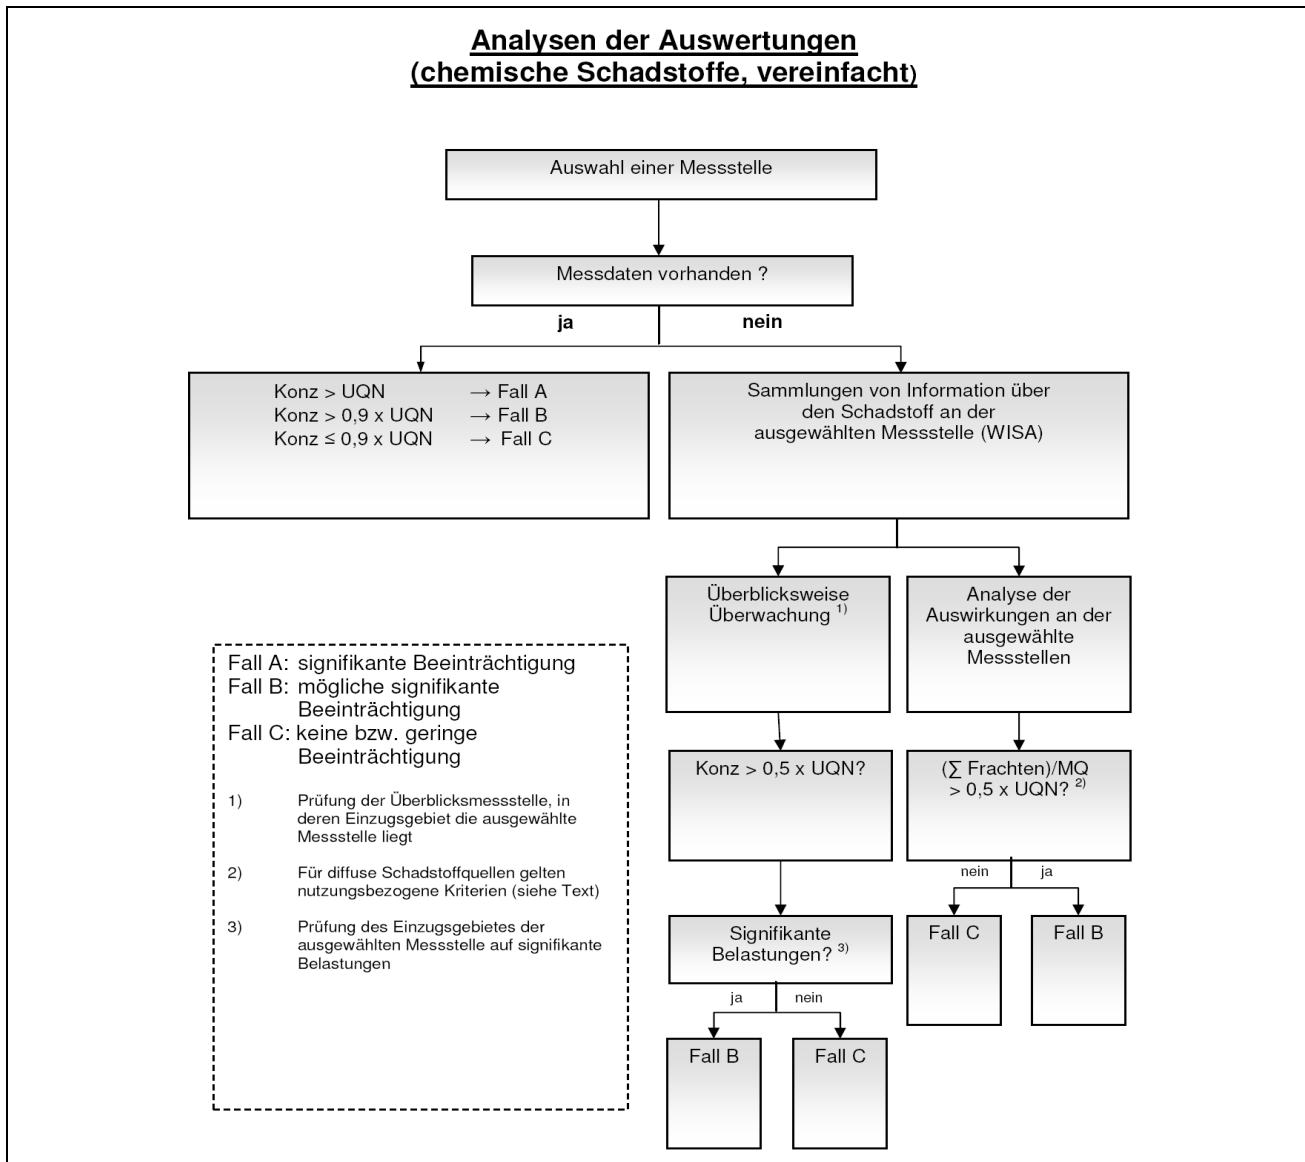 Analysen der Auswertungen
(chemische Schadstoffe, vereinfacht)
Auswahl einer Messstelle
Messdaten vorhanden ?
ja
nein
Konz > UQN → Fall A
Konz > 0,9 x UQN → Fall B
Konz ≤ 0,9 x UQN → Fall C
Sammlungen von Information über
den Schadstoff an der
ausgewählten Messstelle (WISA)
Überblicksweise
Überwachung 1)
Analyse der
Auswirkungen an der
ausgewählte
Messstellen
Konz > 0,5 x UQN?
(∑ Frachten)/MQ
> 0,5 x UQN? 2)
nein
ja
Signifikante
Belastungen? 3)
Fall C
Fall B
ja
nein
Fall B
Fall C
Fall A: signifikante Beeinträchtigung
Fall B: mögliche signifikante
Beeinträchtigung
Fall C: keine bzw. geringe
Beeinträchtigung
1) Prüfung der Überblicksmessstelle, in
deren Einzugsgebiet die ausgewählte
Messstelle liegt
2) Für diffuse Schadstoffquellen gelten
nutzungsbezogene Kriterien (siehe Text)
3) Prüfung des Einzugsgebietes der
ausgewählten Messstelle auf signifikante
Belastungen